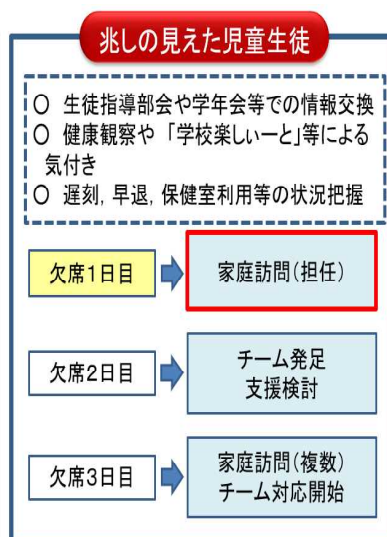 兆しの見えた児童生徒
○ 生徒指導部会や学年会等での情報交換
○ 健康観察や「学校楽しぃーと」等による
気付き
○ 遅刻，早退，保健室利用等の状況把握
欠席１日目
家庭訪問（担任）
欠席２日目
チーム発足
支援検討
欠席３日目
家庭訪問（複数）
チーム対応開始